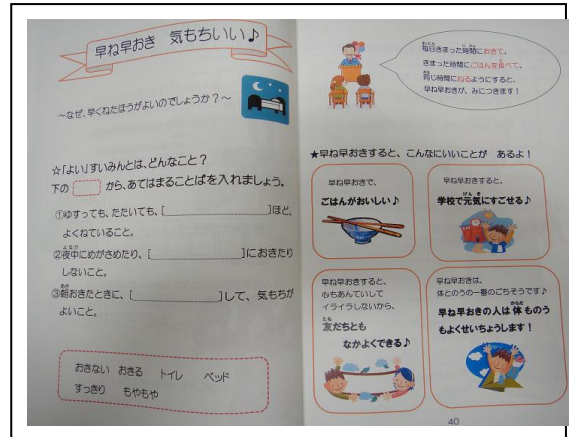 早ね早おき 気もちいい♪
~なぜ、早くねたほうがよいのでしょうか?~
☆「よい」すいみんとは、どんなこと?
下の から、あてはまることばを入れましょう。
①ゆすっても、たたいても、[ ]ほど、
よくねていること。
②夜中にめがさめたり、[ ]におきたり
しないこと。
③朝おきたときに、[ ]して、気もちが
よいこと。
おきない おきる トイレ ベッド
すっきり もやもや
毎日きまった時間におきて、
きまった時間にごはんを食べて、
同じ時間にねるようにすると、
早ね早おきが、みにつきます!
★早ね早おきすると、こんなにいいことが あるよ!
早ね早おきで、
ごはんがおいしい♪
早ね早おきすると、
学校で元気にすごせる♪
早ね早おきすると、
心もあんていして
イライラしないから、
友だちとも
なかよくできる♪
早ね早おきは、
体とのうの一番のごちそうです♪
早ね早おきの人は 体 ものう
もよくせいちょうします!
40